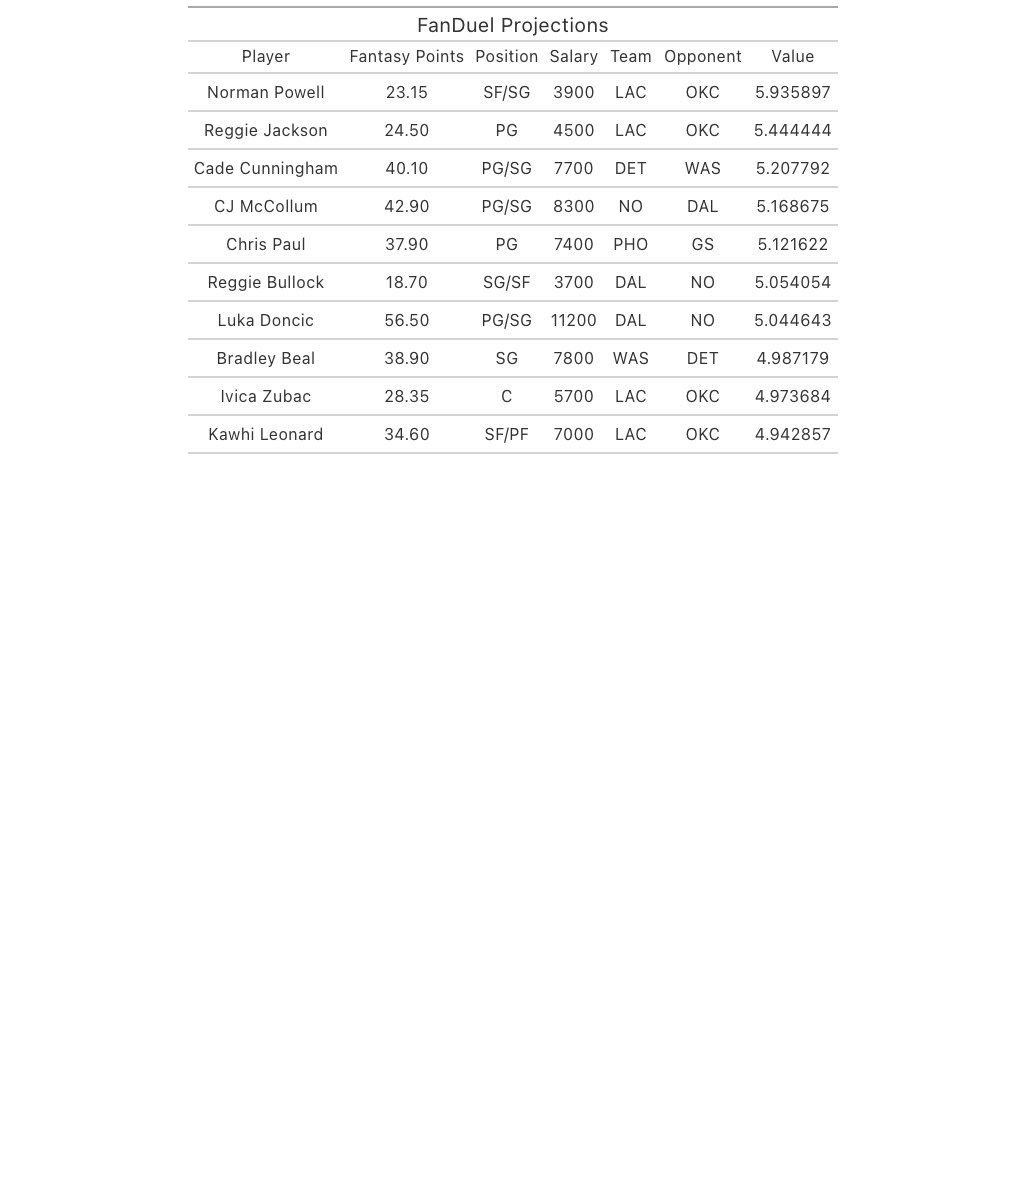 FanDuel Projections
Player Fantasy Points Position Salary Team Opponent Value
Norman Powell 23.15 SF/SG 3900 LAC OKC 5.935897
Reggie Jackson 24.50 PG 4500 LAC OKC 5.444444
Cade Cunningham 40.10 PG/SG 7700 DET WAS 5.207792
CJ McCollum 42.90 PG/SG 8300 NO DAL 5.168675
Chris Paul 37.90 PG 7400 PHO GS 5.121622
Reggie Bullock 18.70 SG/SF 3700 DAL NO 5.054054
Luka Doncic 56.50 PG/SG 11200 DAL NO 5.044643
Bradley Beal 38.90 SG 7800 WAS DET 4.987179
Ivica Zubac 28.35 C 5700 LAC OKC 4.973684
Kawhi Leonard 34.60 SF/PF 7000 LAC OKC 4.942857